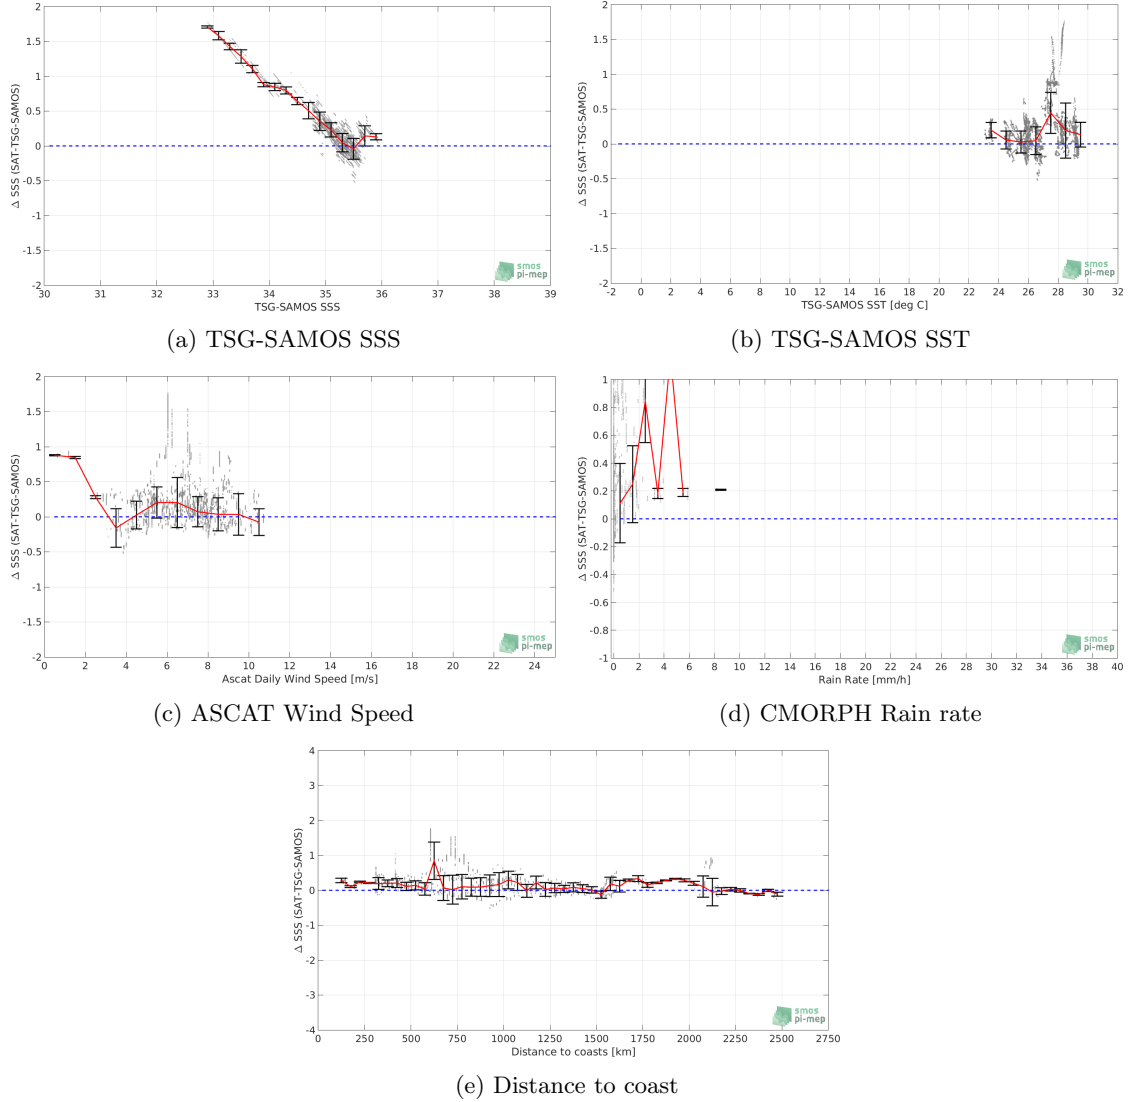 2
1.5
1
0.5
0
-0.5
-1
-1.5
-2
Δ SSS (SAT-TSG-SAMOS)
30 31 32 33 34 35 36 37 38 39
TSG-SAMOS SSS
smos
pi-mep
(a) TSG-SAMOS SSS
2
1.5
1
0.5
0
-0.5
-1
-1.5
-2
Δ SSS (SAT-TSG-SAMOS)
-2 0 2 4 6 8 10 12 14 16 18 20 22 24 26 28 30 32
TSG-SAMOS SST [deg C]
smos
pi-mep
(b) TSG-SAMOS SST
2
1.5
1
0.5
0
-0.5
-1
-1.5
-2
Δ SSS (SAT-TSG-SAMOS)
0 2 4 6 8 10 12 14 16 18 20 22 24
Ascat Daily Wind Speed [m/s]
smos
pi-mep
(c) ASCAT Wind Speed
1
0.8
0.6
0.4
0.2
0
-0.2
-0.4
-0.6
-0.8
-1
Δ SSS (SAT-TSG-SAMOS)
0 2 4 6 8 10 12 14 16 18 20 22 24 26 28 30 32 34 36 38 40
Rain Rate [mm/h]
smos
pi-mep
(d) CMORPH Rain rate
4
3
2
1
0
-1
-2
-3
-4
Δ SSS (SAT-TSG-SAMOS)
0 250 500 750 1000 1250 1500 1750 2000 2250 2500 2750
Distance to coasts [km]
smos
pi-mep
(e) Distance to coast